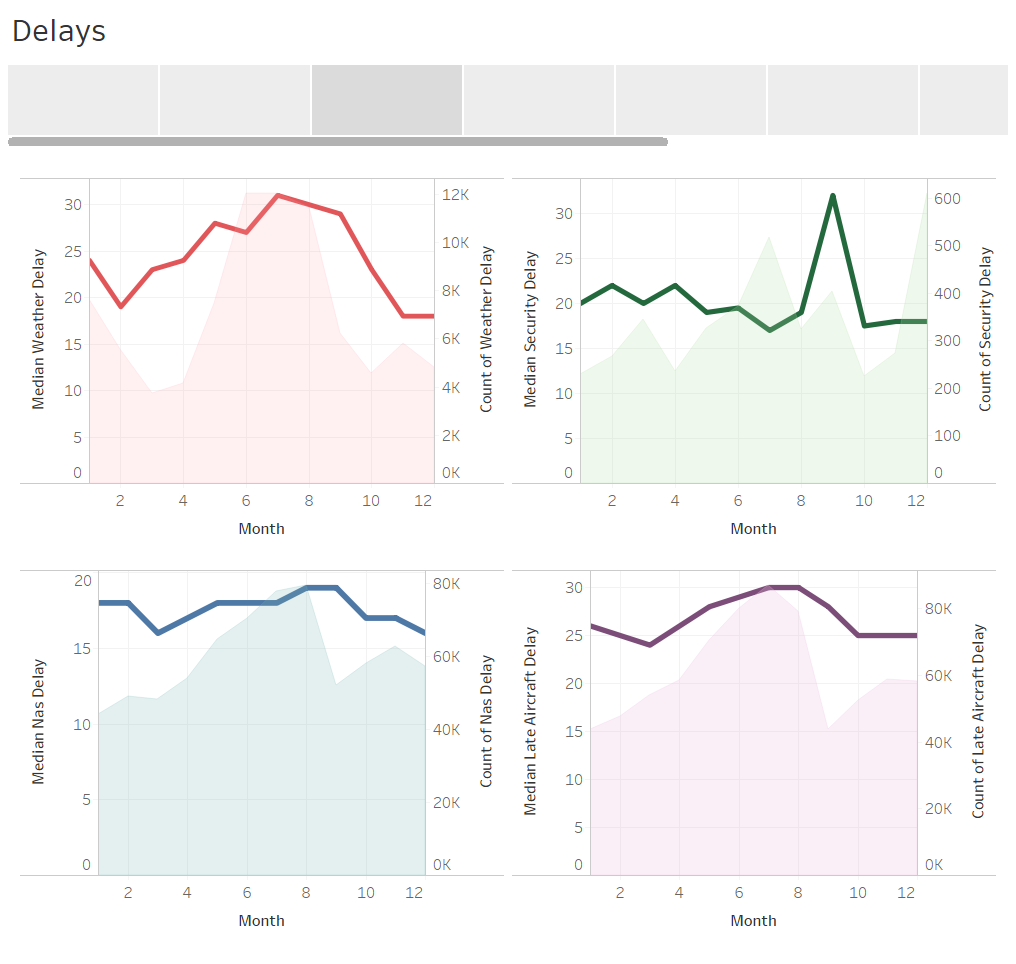 Delays
Median Weather Delay
30
25
20
15
10
5
0
12K
10K
8K
6K
4K
2K
0K
Count of Weather Delay
2 4 6 8 10 12
Month
Median Security Delay
30
25
20
15
10
5
0
600
500
400
300
200
100
0
Count of Security Delay
2 4 6 8 10 12
Month
Median Nas Delay
20
15
10
5
0
80K
60K
40K
20K
0K
Count of Nas Delay
2 4 6 8 10 12
Month
Median Late Aircraft Delay
30
25
20
15
10
5
0
80K
60K
40K
20K
0K
Count of Late Aircraft Delay
2 4 6 8 10 12
Month